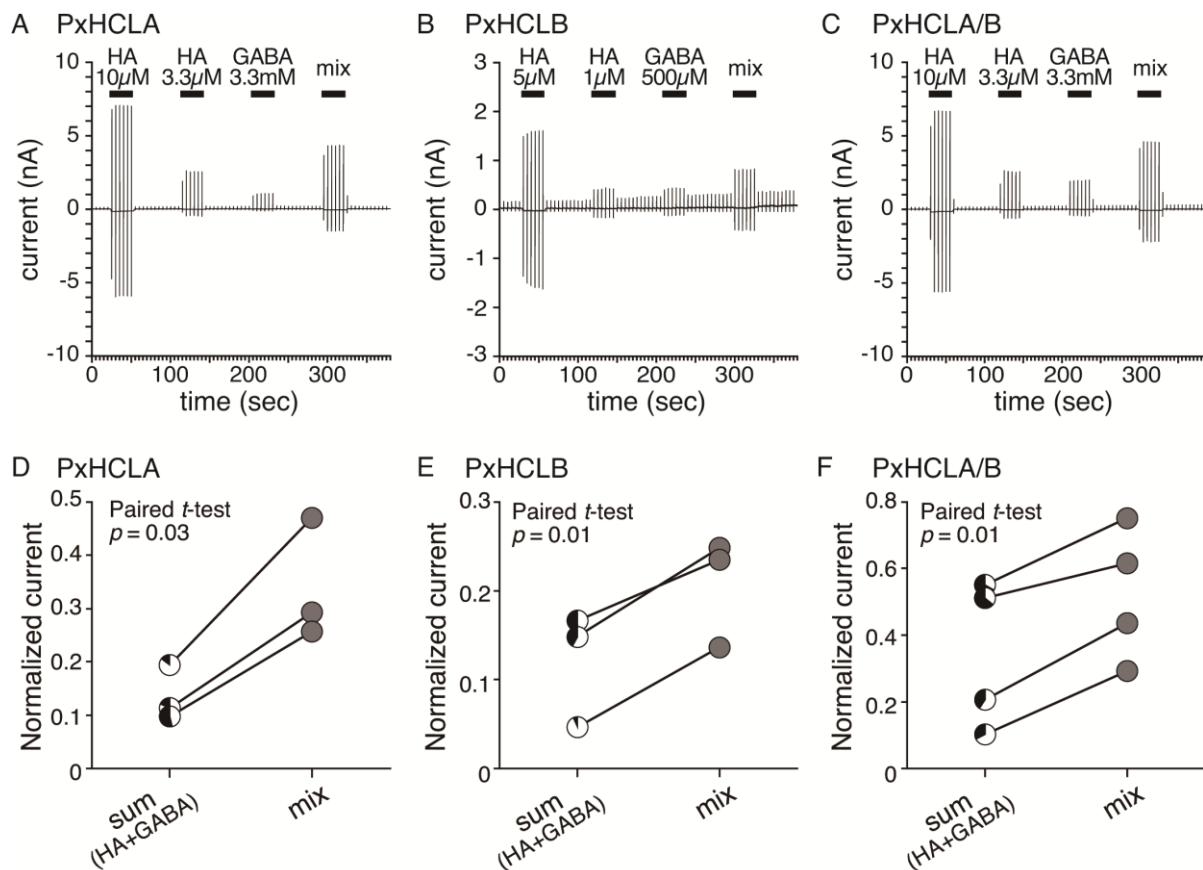 A PxHCLA
HA HA GABA
10µM 3.3µM 3.3mM mix
10
5
0
-5
-10
current (nA)
0 100 200 300
time (sec)
B PxHCLB
HA HA GABA
5µM 1µM 500µM mix
3
2
1
0
-1
-2
-3
current (nA)
0 100 200 300
time (sec)
C PxHCLA/B
HA HA GABA
10µM 3.3µM 3.3mM mix
10
5
0
-5
-10
current (nA)
0 100 200 300
time (sec)
D PxHCLA
Paired t-test
p = 0.03
0.5
0.4
0.3
0.2
0.1
0
Normalized current
sum
(HA+GABA)
mix
E PxHCLB
Paired t-test
p = 0.01
0.3
0.2
0.1
0
Normalized current
sum
(HA+GABA)
mix
F PxHCLA/B
Paired t-test
p = 0.01
0.8
0.6
0.4
0.2
0
Normalized current
sum
(HA+GABA)
mix